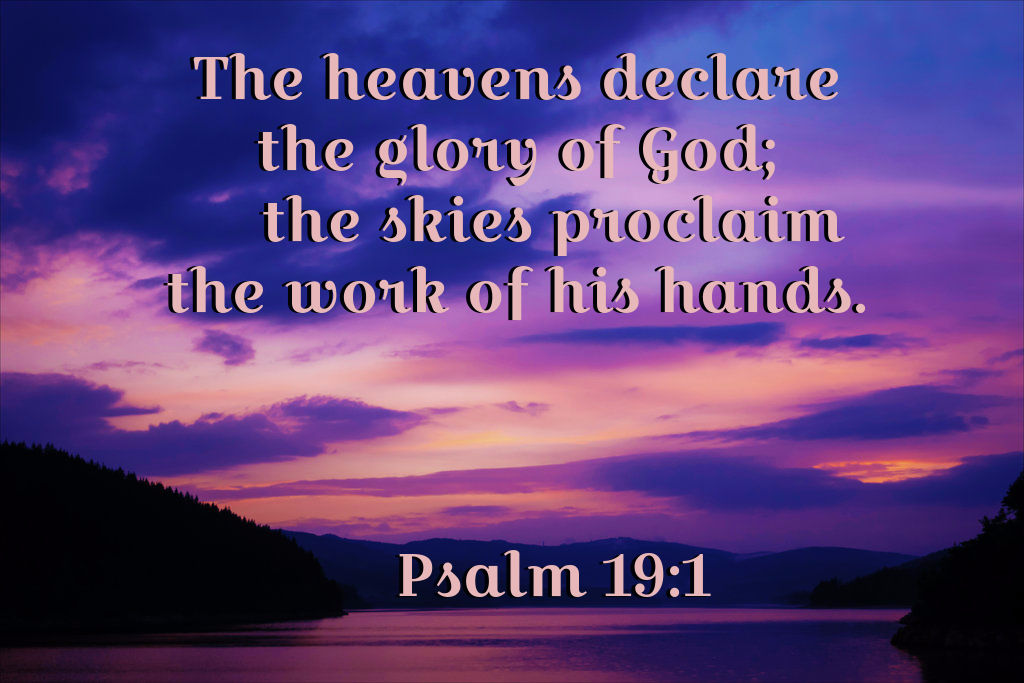 The heavens declare
the glory of God;
the skies proclaim
the work of his hands.
Psalm 19:1